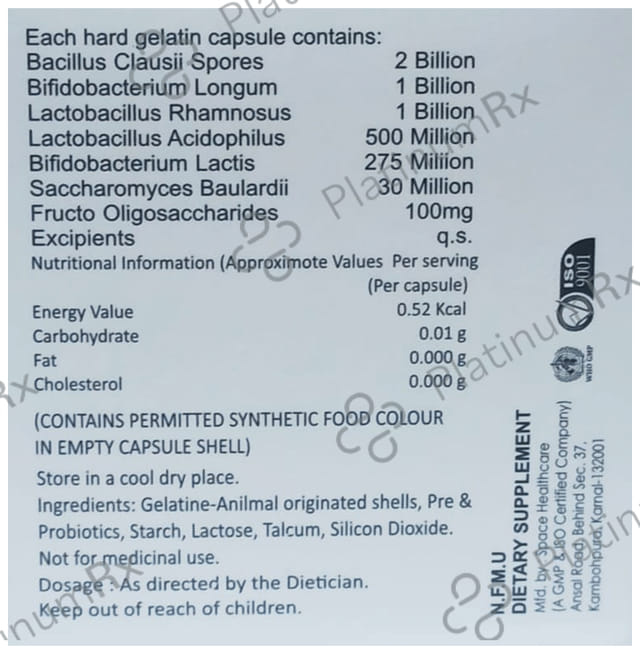 Each hard gelatin capsule contains:
Bacillus Clausii Spores 2 Billion
Bifidobacterium Longum 1 Billion
Lactobacillus Rhamnosus 1 Billion
Lactobacillus Acidophilus 500 Million
Bifidobacterium Lactis 275 Million
Saccharomyces Baulardii 30 Million
Fructo Oligosaccharides 100mg
Excipients q.s.
Nutritional Information (Approximote Values Per serving
(Per capsule)
Energy Value 0.52 Kcal
Carbohydrate 0.01 g
Fat 0.000 g
Cholesterol 0.000 g
(CONTAINS PERMITTED SYNTHETIC FOOD COLOUR
IN EMPTY CAPSULE SHELL)
Store in a cool dry place.
Ingredients: Gelatine-Anilmal originated shells, Pre &
Probiotics, Starch, Lactose, Talcum, Silicon Dioxide.
Not for medicinal use.
Dosage : As directed by the Dietician.
Keep out of reach of children.
ISO
9001
WHO GMP
N.F.M.U
DIETARY SUPPLEMENT
Mfd. by: Space Healthcare
(A GMP & ISO Certified Company)
Ansal Road, Behind Sec. 37,
Kambohpura, Karnal-132001
PlatinumRx
PlatinumRx